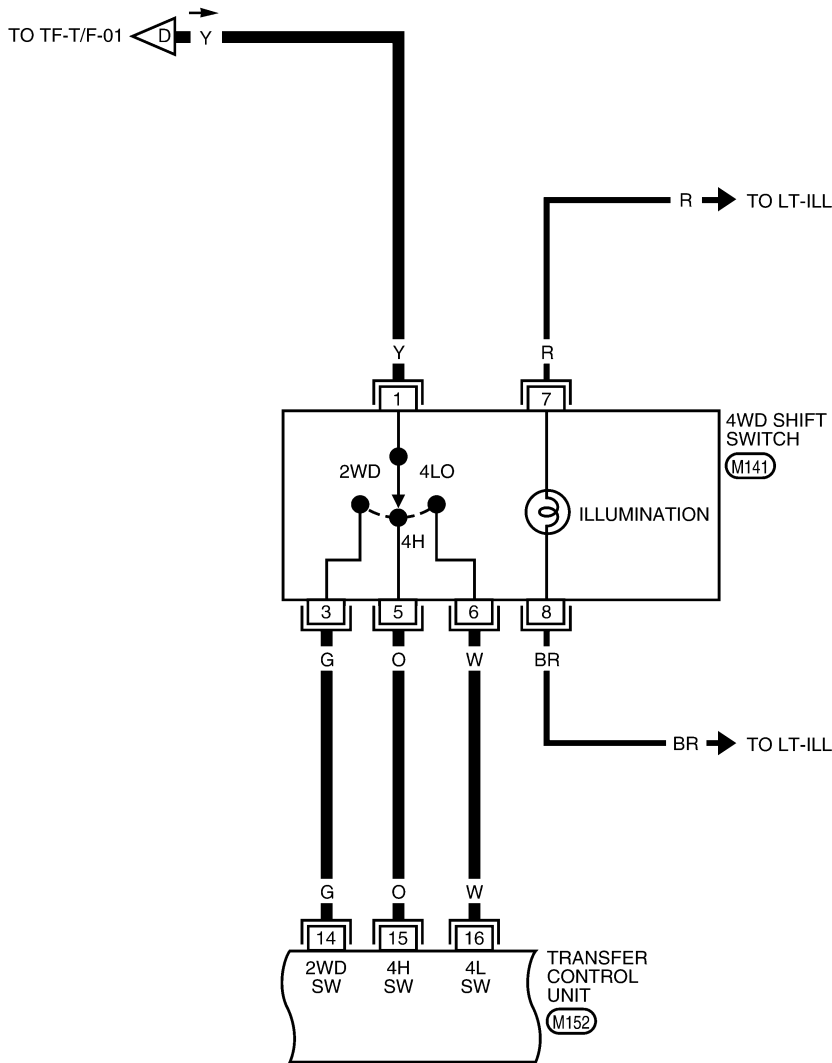 TO TF-T/F-01
D
Y
R
TO LT-ILL
Y
R
1
7
4WD SHIFT
SWITCH
M141
2WD
4LO
4H
ILLUMINATION
3
5
6
8
G
O
W
BR
BR
TO LT-ILL
G
O
W
14
15
16
2WD
SW
4H
SW
4L
SW
TRANSFER
CONTROL
UNIT
M152